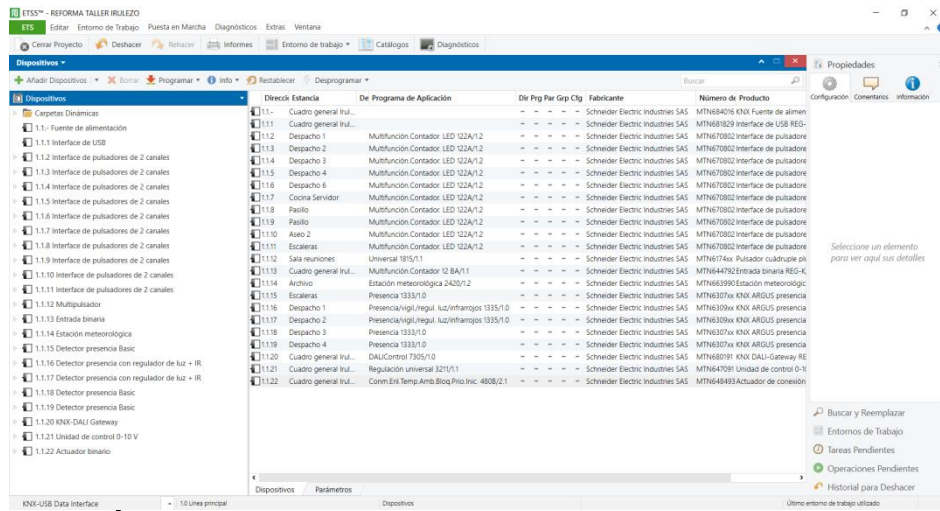 ETS5™ - REFORMA TALLER IRULEZO
ETS Editar Entorno de Trabajo Puesta en Marcha Diagnósticos Extras Ventana
Cerrar Proyecto Deshacer Rehacer Informes Entorno de trabajo Catálogos Diagnósticos
Dispositivos
Propiedades
Añadir Dispositivos Borrar Programar Info Restablecer Desprogramar Buscar
Configuración Comentarios Información
Dispositivos
Carpetas Dinámicas
1.1.- Fuente de alimentación
1.1.1 Interface de USB
1.1.2 Interface de pulsadores de 2 canales
1.1.3 Interface de pulsadores de 2 canales
1.1.4 Interface de pulsadores de 2 canales
1.1.5 Interface de pulsadores de 2 canales
1.1.6 Interface de pulsadores de 2 canales
1.1.7 Interface de pulsadores de 2 canales
1.1.8 Interface de pulsadores de 2 canales
1.1.9 Interface de pulsadores de 2 canales
1.1.10 Interface de pulsadores de 2 canales
1.1.11 Interface de pulsadores de 2 canales
1.1.12 Multipulsador
1.1.13 Entrada binaria
1.1.14 Estación meteorológica
1.1.15 Detector presencia Basic
1.1.16 Detector presencia con regulador de luz + IR
1.1.17 Detector presencia con regulador de luz + IR
1.1.18 Detector presencia Basic
1.1.19 Detector presencia Basic
1.1.20 KNX-DALI Gateway
1.1.21 Unidad de control 0-10 V
1.1.22 Actuador binario
Direcció Estancia De Programa de Aplicación Dir Prg Par Grp Cfg Fabricante Número de Producto
1.1.- Cuadro general Irul... - - - - - Schneider Electric Industries SAS MTN684016 KNX Fuente de alimen
1.1.1 Cuadro general Irul... - - - - - Schneider Electric Industries SAS MTN681829 Interface de USB REG-
1.1.2 Despacho 1 Multifunción.Contador. LED 122A/1.2 - - - - - Schneider Electric Industries SAS MTN670802 Interface de pulsadore
1.1.3 Despacho 2 Multifunción.Contador. LED 122A/1.2 - - - - - Schneider Electric Industries SAS MTN670802 Interface de pulsadore
1.1.4 Despacho 3 Multifunción.Contador. LED 122A/1.2 - - - - - Schneider Electric Industries SAS MTN670802 Interface de pulsadore
1.1.5 Despacho 4 Multifunción.Contador. LED 122A/1.2 - - - - - Schneider Electric Industries SAS MTN670802 Interface de pulsadore
1.1.6 Despacho 6 Multifunción.Contador. LED 122A/1.2 - - - - - Schneider Electric Industries SAS MTN670802 Interface de pulsadore
1.1.7 Cocina Servidor Multifunción.Contador. LED 122A/1.2 - - - - - Schneider Electric Industries SAS MTN670802 Interface de pulsadore
1.1.8 Pasillo Multifunción.Contador. LED 122A/1.2 - - - - - Schneider Electric Industries SAS MTN670802 Interface de pulsadore
1.1.9 Pasillo Multifunción.Contador. LED 122A/1.2 - - - - - Schneider Electric Industries SAS MTN670802 Interface de pulsadore
1.1.10 Aseo 2 Multifunción.Contador. LED 122A/1.2 - - - - - Schneider Electric Industries SAS MTN670802 Interface de pulsadore
1.1.11 Escaleras Multifunción.Contador. LED 122A/1.2 - - - - - Schneider Electric Industries SAS MTN670802 Interface de pulsadore
1.1.12 Sala reuniones Universal 1815/1.1 - - - - - Schneider Electric Industries SAS MTN6174xx Pulsador cuádruple plu
1.1.13 Cuadro general Irul... Multifunción.Contador 12 BA/1.1 - - - - - Schneider Electric Industries SAS MTN644792 Entrada binaria REG-K,
1.1.14 Archivo Estación meteorológica 2420/1.2 - - - - - Schneider Electric Industries SAS MTN663990 Estación meteorológic
1.1.15 Escaleras Presencia 1333/1.0 - - - - - Schneider Electric Industries SAS MTN6307xx KNX ARGUS presencia
1.1.16 Despacho 1 Presencia/vigil./regul. luz/infrarrojos 1335/1.0 - - - - - Schneider Electric Industries SAS MTN6309xx KNX ARGUS presencia
1.1.17 Despacho 2 Presencia/vigil./regul. luz/infrarrojos 1335/1.0 - - - - - Schneider Electric Industries SAS MTN6309xx KNX ARGUS presencia
1.1.18 Despacho 3 Presencia 1333/1.0 - - - - - Schneider Electric Industries SAS MTN6307xx KNX ARGUS presencia
1.1.19 Despacho 4 Presencia 1333/1.0 - - - - - Schneider Electric Industries SAS MTN6307xx KNX ARGUS presencia
1.1.20 Cuadro general Irul... DALIControl 7305/1.0 - - - - - Schneider Electric Industries SAS MTN680191 KNX DALI-Gateway RE
1.1.21 Cuadro general Irul... Regulación universal 3211/1.1 - - - - - Schneider Electric Industries SAS MTN647091 Unidad de control 0-10
1.1.22 Cuadro general Irul... Conm.Enl.Temp.Amb.Bloq.Prio.Inic. 4808/2.1 - - - - - Schneider Electric Industries SAS MTN648493 Actuador de conexión
Seleccione un elemento
para ver aquí sus detalles
Buscar y Reemplazar
Entornos de Trabajo
Tareas Pendientes
Operaciones Pendientes
Historial para Deshacer
Dispositivos Parámetros
KNX-USB Data Interface 1.0 Línea principal Dispositivos Último entorno de trabajo utilizado